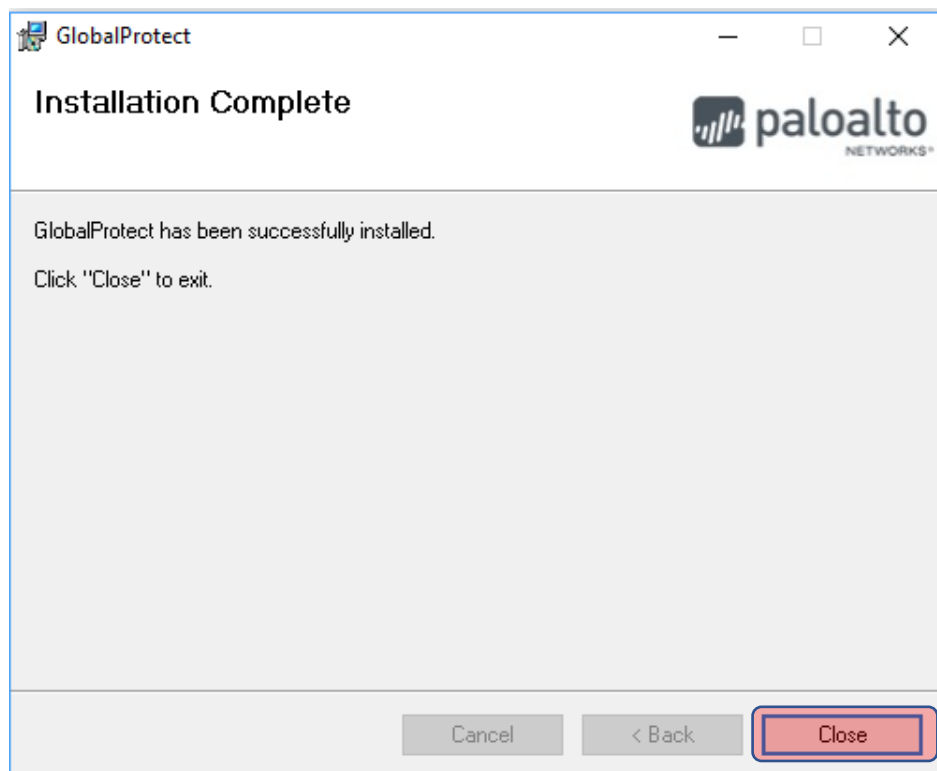 GlobalProtect
Installation Complete
paloalto
NETWORKS®
GlobalProtect has been successfully installed.
Click "Close" to exit.
Cancel
< Back
Close